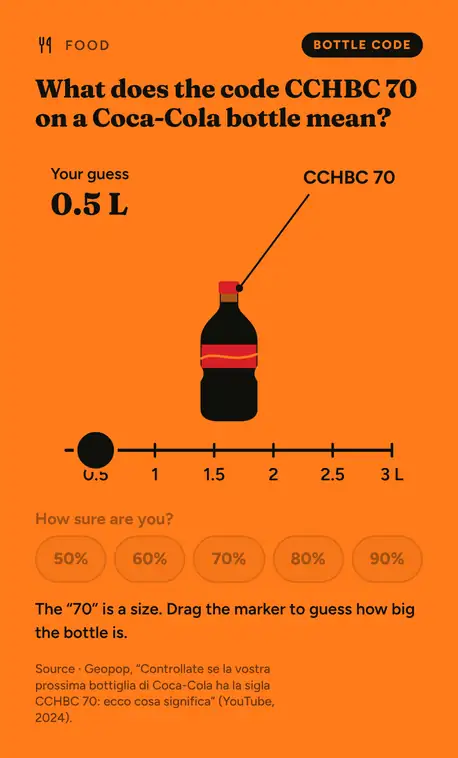 FOOD
BOTTLE CODE
What does the code CCHBC 70
on a Coca-Cola bottle mean?
Your guess
0.5 L
CCHBC 70
0.5 1 1.5 2 2.5 3 L
How sure are you?
50% 60% 70% 80% 90%
The “70” is a size. Drag the marker to guess how big
the bottle is.
Source · Geopop, “Controllate se la vostra
prossima bottiglia di Coca-Cola ha la sigla
CCHBC 70: ecco cosa significa” (YouTube,
2024).